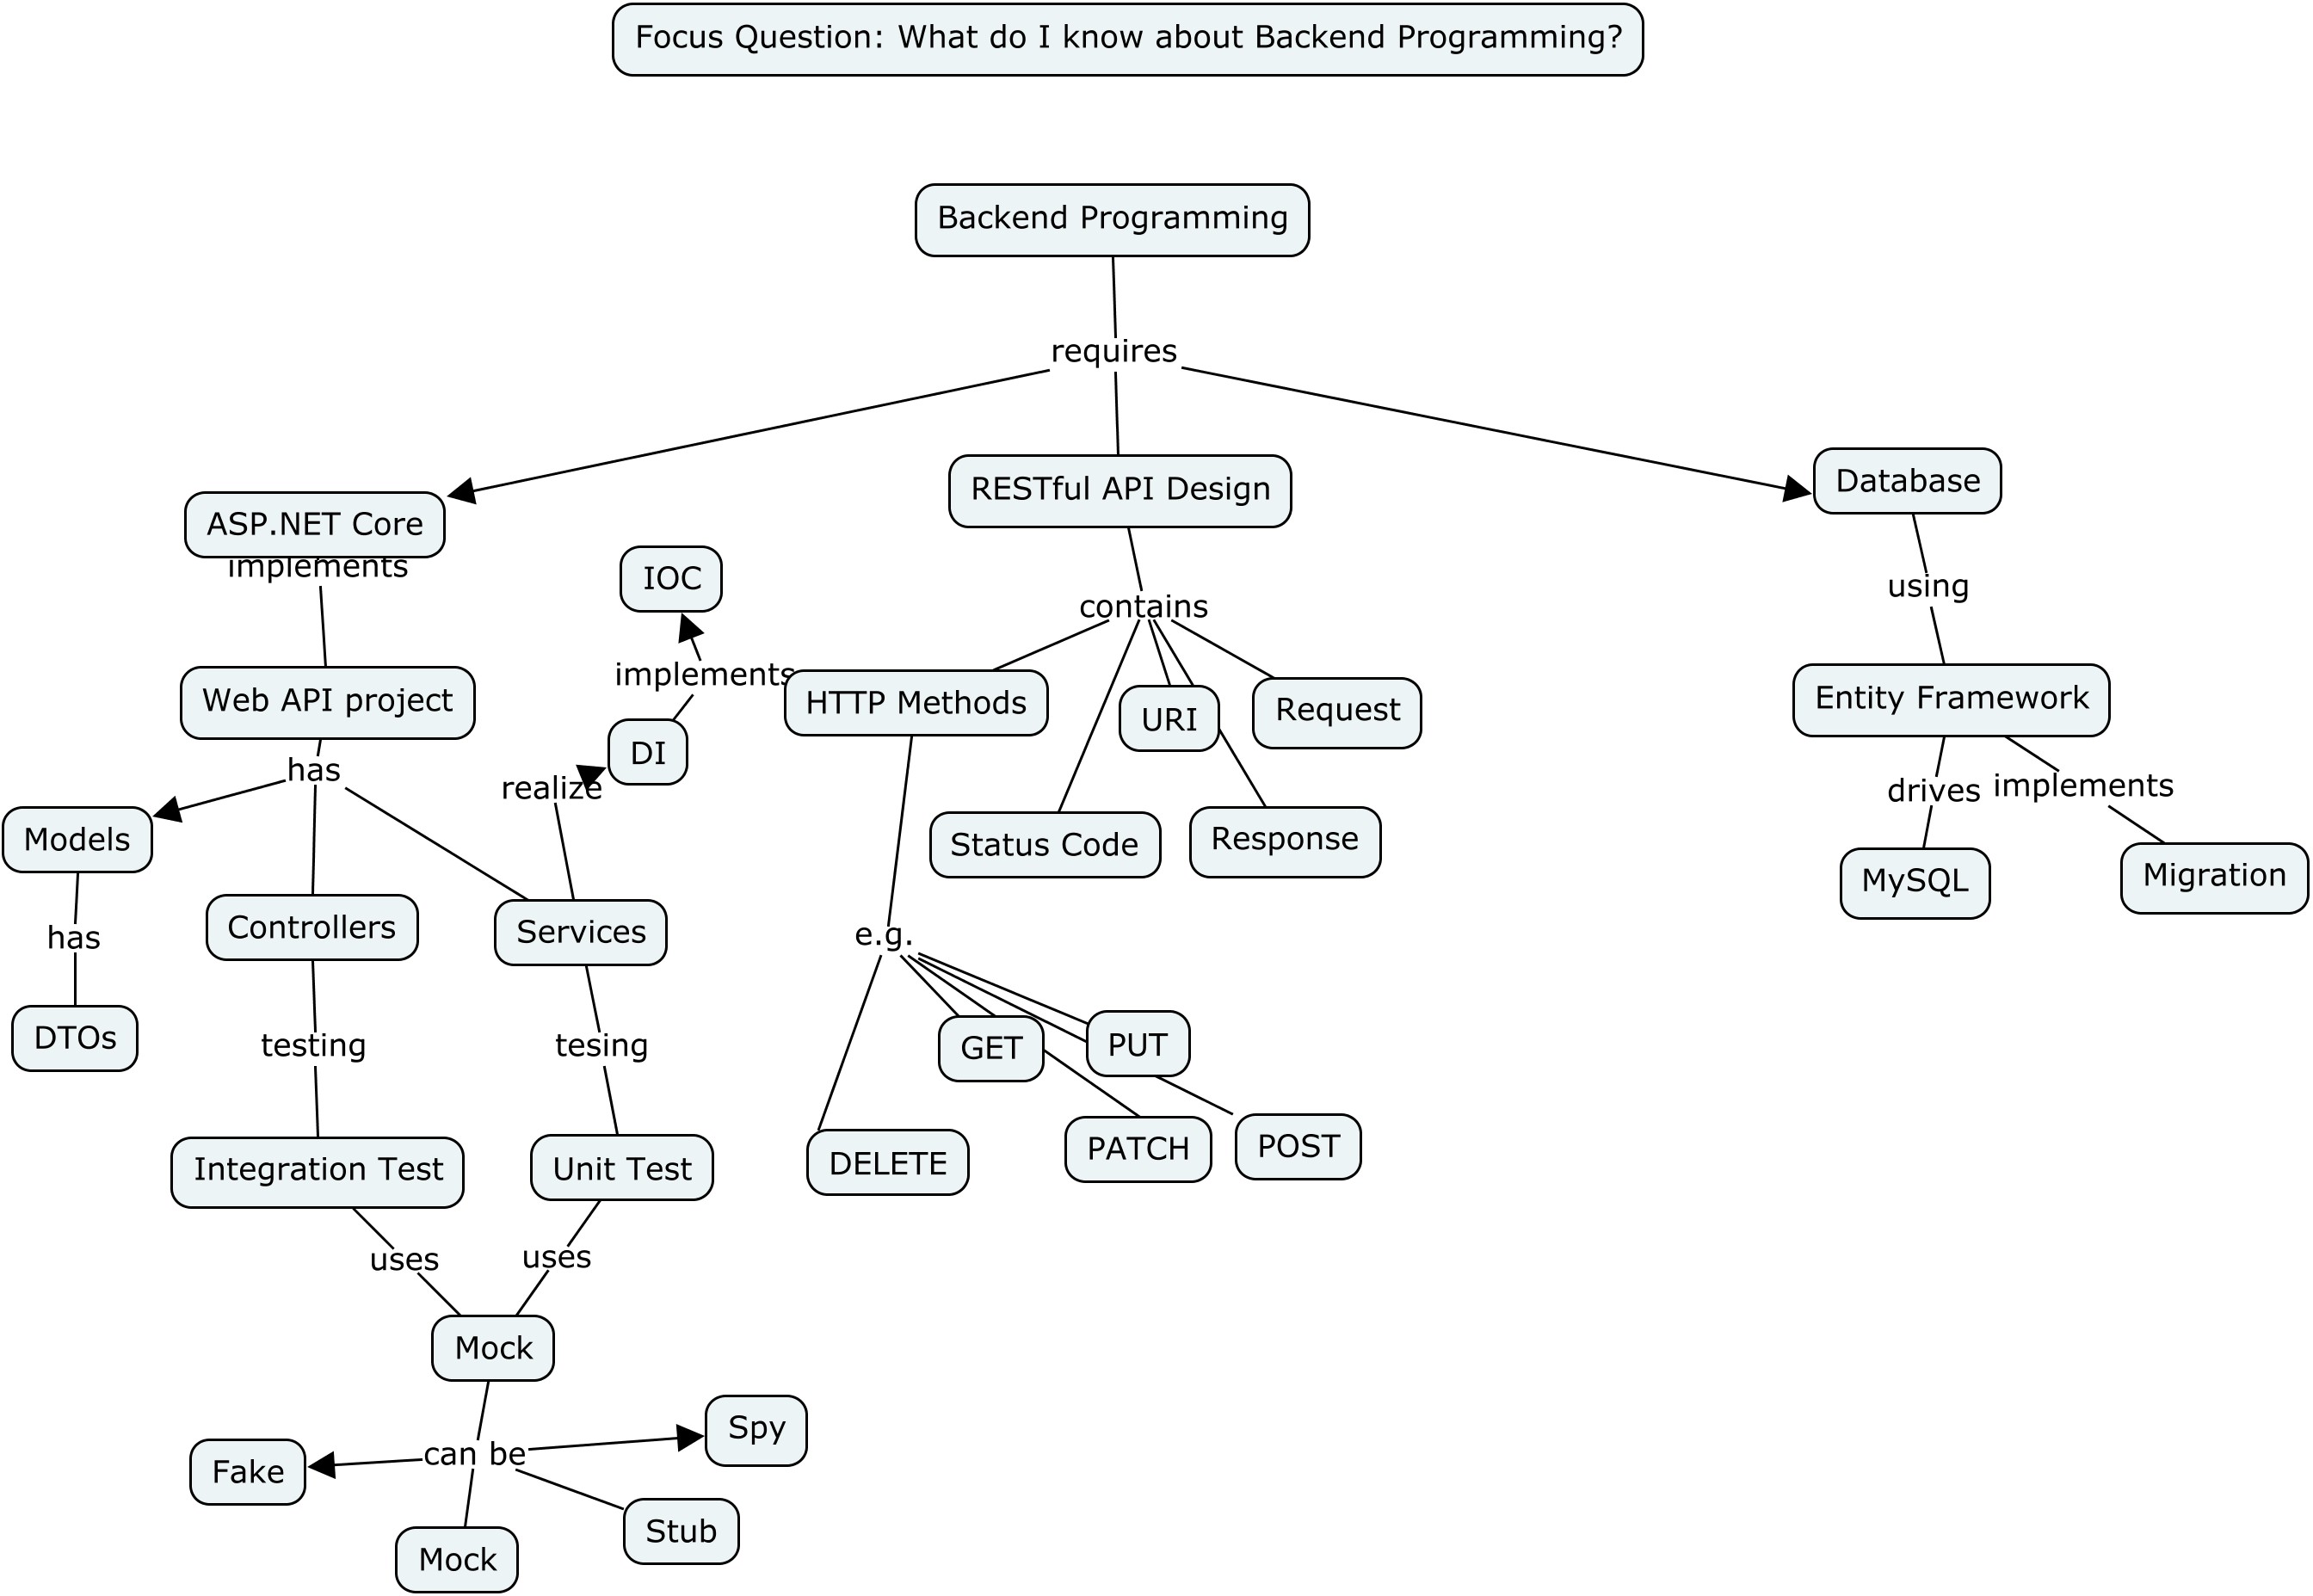 Focus Question: What do I know about Backend Programming?
Backend Programming
requires
ASP.NET Core
RESTful API Design
Database
implements
IOC
contains
using
implements
Web API project
HTTP Methods
URI
Request
Entity Framework
DI
has
realize
drives
implements
Models
Controllers
Services
Status Code
Response
MySQL
Migration
has
e.g.
DTOs
testing
tesing
GET
PUT
Integration Test
Unit Test
DELETE
PATCH
POST
uses
uses
Mock
can be
Fake
Spy
Mock
Stub